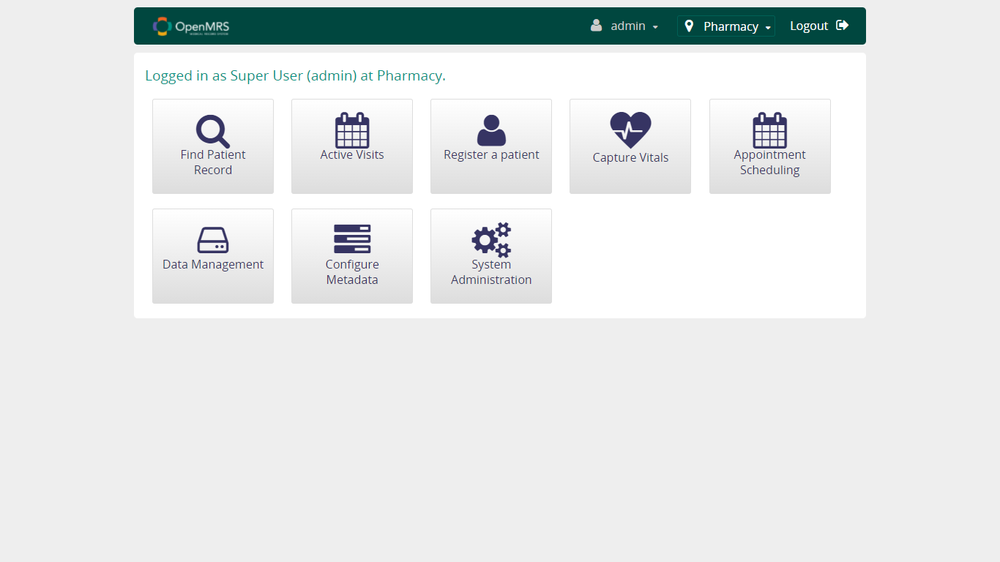 OpenMRS
admin
Pharmacy
Logout
Logged in as Super User (admin) at Pharmacy.
Find Patient
Record
Active Visits
Register a patient
Capture Vitals
Appointment
Scheduling
Data Management
Configure
Metadata
System
Administration